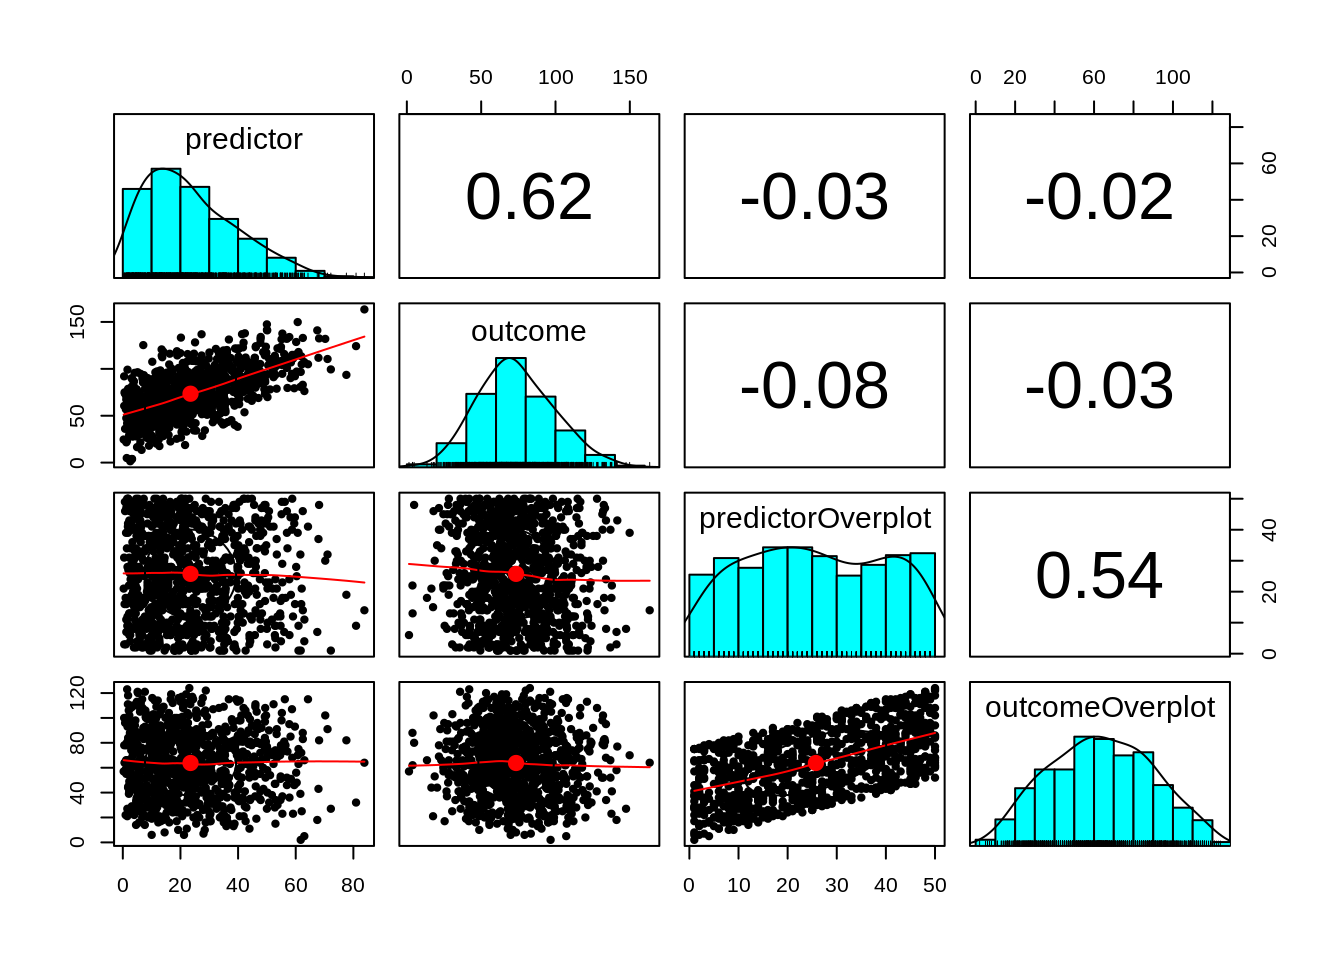 0 50 100 150 0 20 60 100
predictor 0.62 -0.03 -0.02 0 20 60
0 50 150 outcome -0.08 -0.03
predictorOverplot 0.54 0 20 40
0 40 80 120 outcomeOverplot
0 20 40 60 80 0 10 20 30 40 50